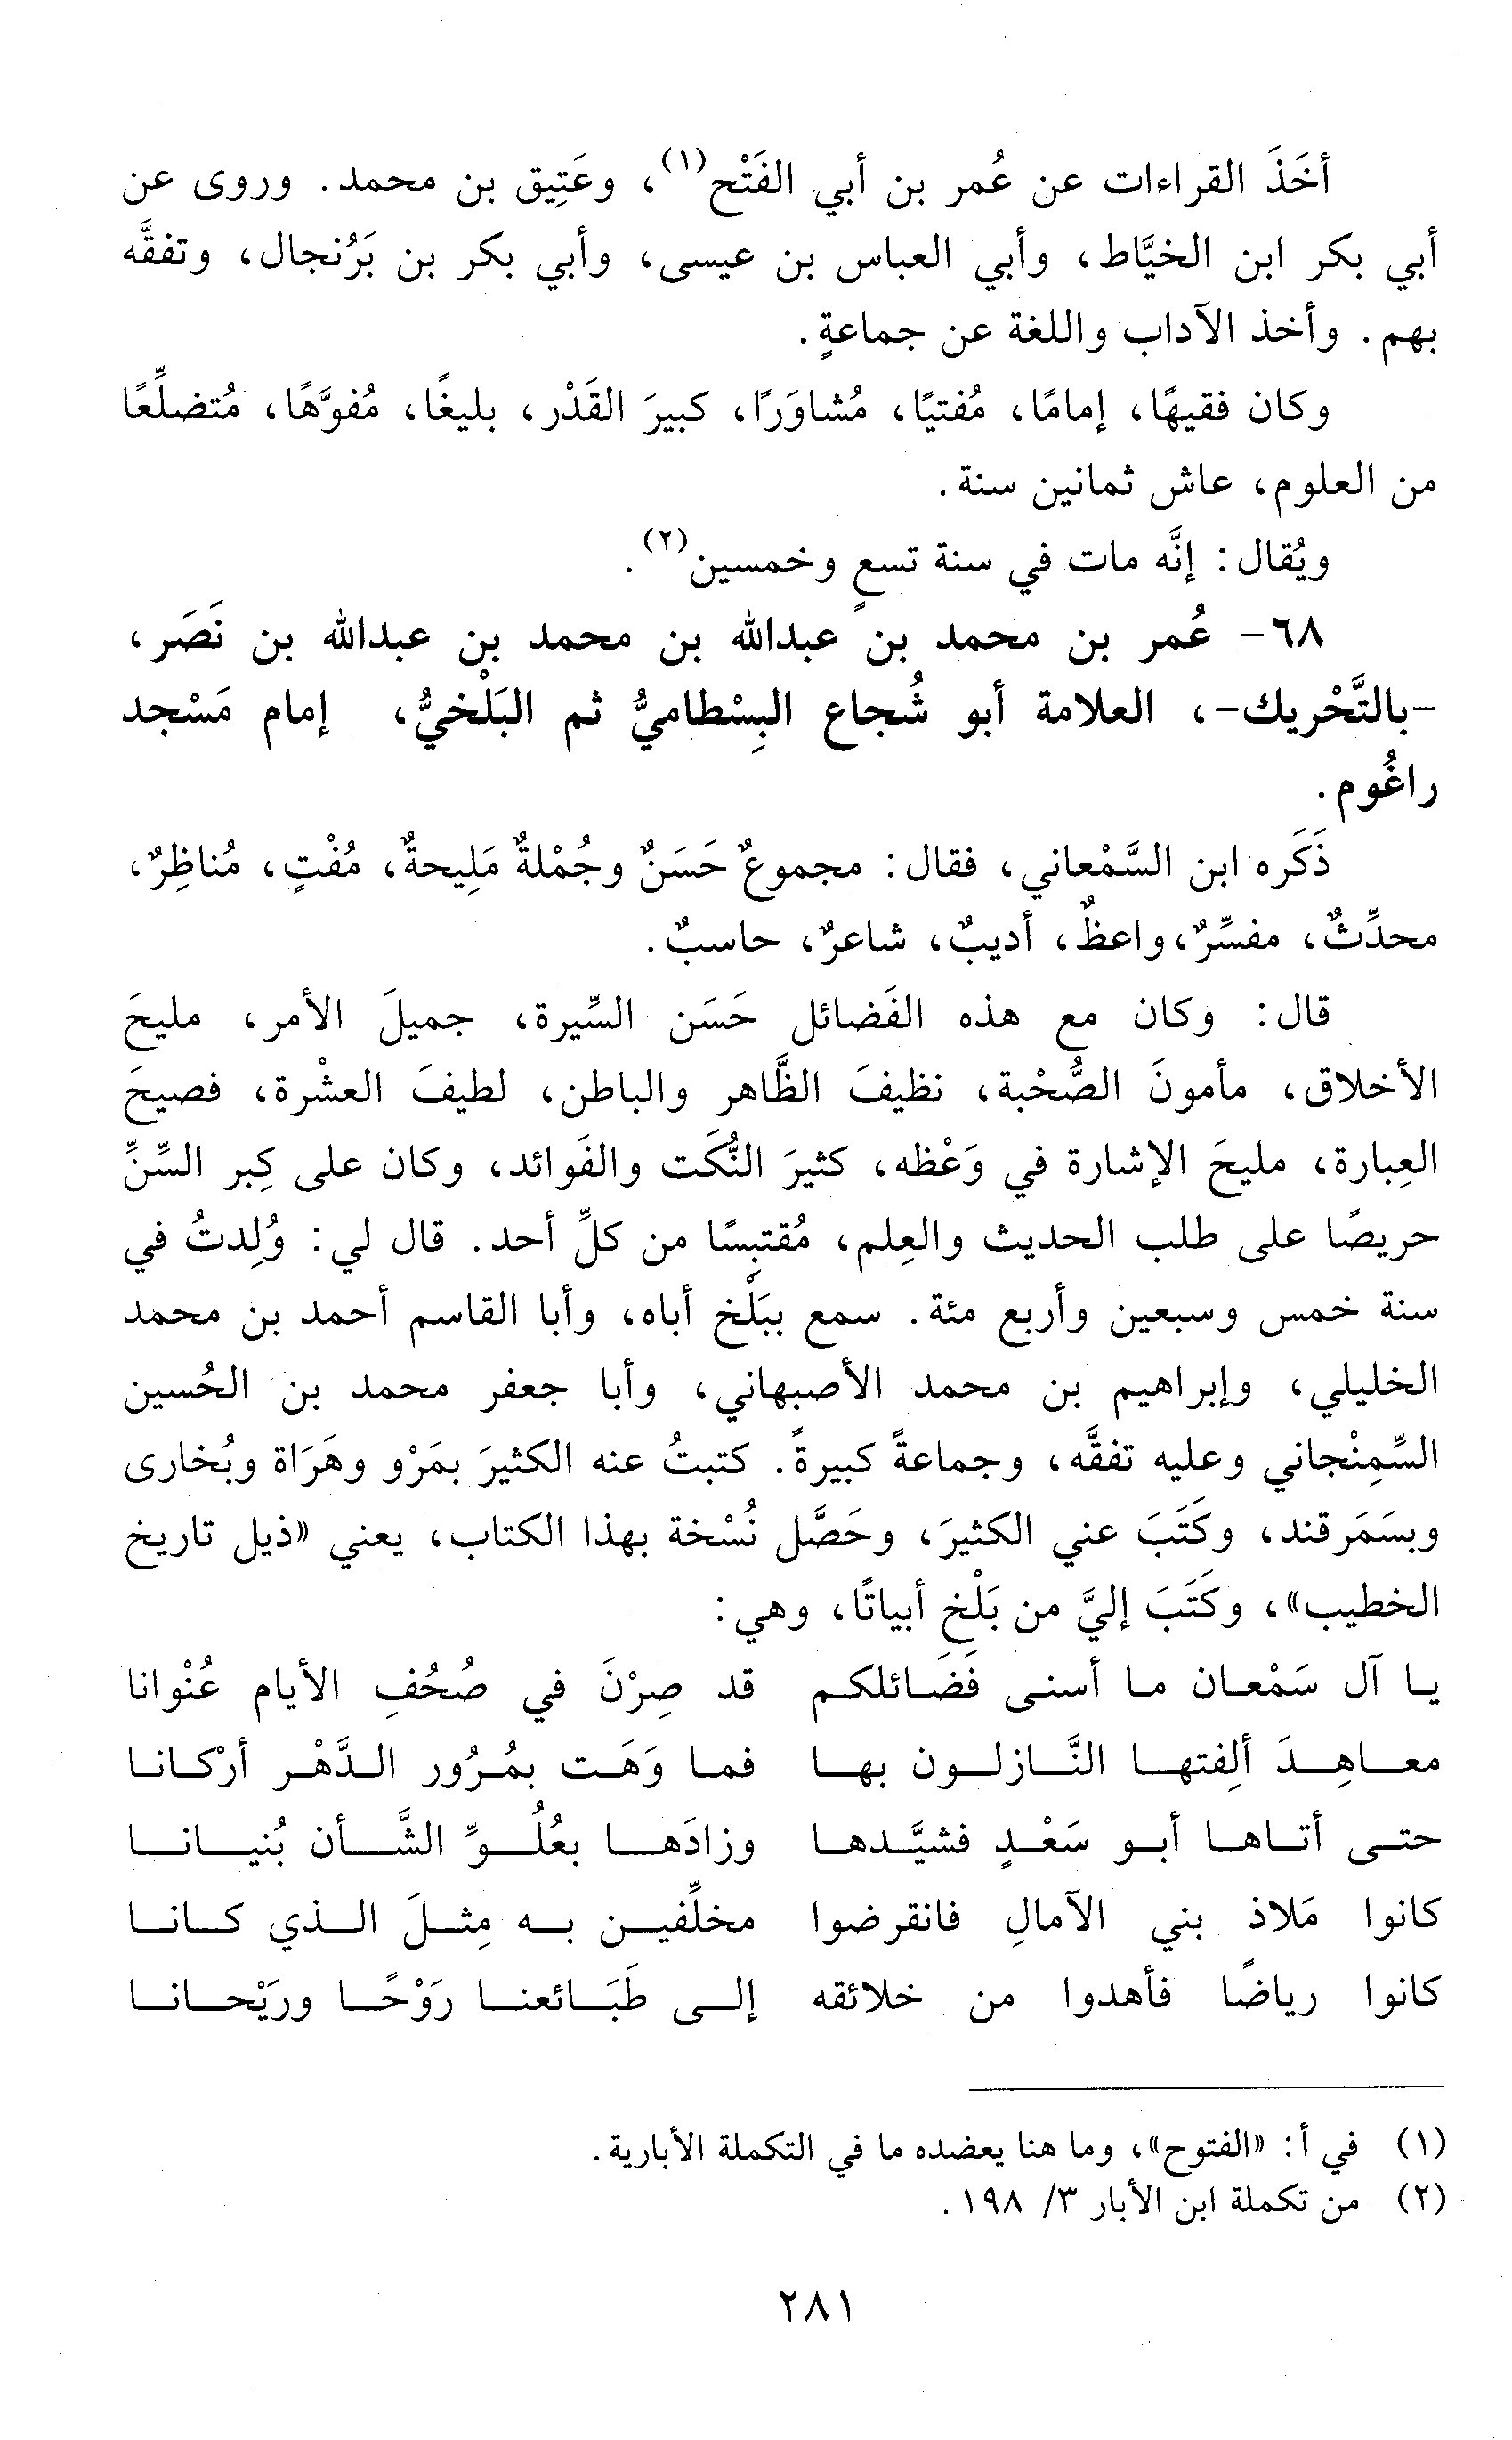 أخَذَ القراءات عن عُمر بن أبي الفَتْح(١)، وعَتِيق بن محمد. وروى عن
أبي بكر ابن الخيَّاط، وأبي العباس بن عيسى، وأبي بكر بن بَرُنجال، وتفقَّه
بهم. وأخذ الآداب واللغة عن جماعةٍ.
وكان فقيهًا، إمامًا، مُفتيًا، مُشاوَرًا، كبيرَ القَدْر، بليغًا، مُفوَّهًا، مُتضلِّعًا
من العلوم، عاش ثمانين سنة.
ويُقال: إنَّه مات في سنة تسعٍ وخمسين(٢).
٦٨- عُمر بن محمد بن عبدالله بن محمد بن عبدالله بن نَصَر،
-بالتَّحْريك-، العلامة أبو شُجاع البِسْطاميُّ ثم البَلْخيُّ، إمام مَسْجد
راغُوم.
ذَكَره ابن السَّمْعاني، فقال: مجموعٌ حَسَنٌ وجُمْلةٌ مَلِيحةٌ، مُفْتٍ، مُناظِرٌ،
محدِّثٌ، مفسِّرٌ، واعظٌ، أديبٌ، شاعرٌ، حاسبٌ.
قال: وكان مع هذه الفَضائل حَسَن السِّيرة، جميلَ الأمر، مليحَ
الأخلاق، مأمونَ الصُّحْبة، نظيفَ الظَّاهر والباطن، لطيفَ العشْرة، فصيحَ
العِبارة، مليحَ الإشارة في وَعْظه، كثيرَ النُّكَت والفَوائد، وكان على كِبر السِّنِّ
حريصًا على طلب الحديث والعِلم، مُقتبِسًا من كلِّ أحد. قال لي: وُلِدتُ في
سنة خمس وسبعين وأربع مئة. سمع ببَلْخ أباه، وأبا القاسم أحمد بن محمد
الخليلي، وإبراهيم بن محمد الأصبهاني، وأبا جعفر محمد بن الحُسين
السِّمِنْجاني وعليه تفقَّه، وجماعةً كبيرةً. كتبتُ عنه الكثيرَ بمَرْو وهَرَاة وبُخارى
وبسَمَرقند، وكَتَبَ عني الكثيرَ، وحَصَّل نُسْخة بهذا الكتاب، يعني «ذيل تاريخ
الخطيب»، وكَتَبَ إليَّ من بَلْخ أبياتًا، وهي:
يا آل سَمْعان ما أسنى فَضَائلكم قد صِرْنَ في صُحُفِ الأيام عُنْوانا
معاهِدَ ألِفتها النَّازلون بها فما وَهَت بمُرُور الدَّهْر أرْكانا
حتى أتاها أبو سَعْدٍ فشيَّدها وزادَها بعُلُوِّ الشَّأن بُنيانا
كانوا مَلاذ بني الآمالِ فانقرضوا مخلِّفين به مِثلَ الذي كانا
كانوا رياضًا فأهدوا من خلائقه إلى طَبَائعنا رَوْحًا ورَيْحانا
(١) في أ: «الفتوح»، وما هنا يعضده ما في التكملة الأبارية.
(٢) من تكملة ابن الأبار ٣/ ١٩٨.
٢٨١